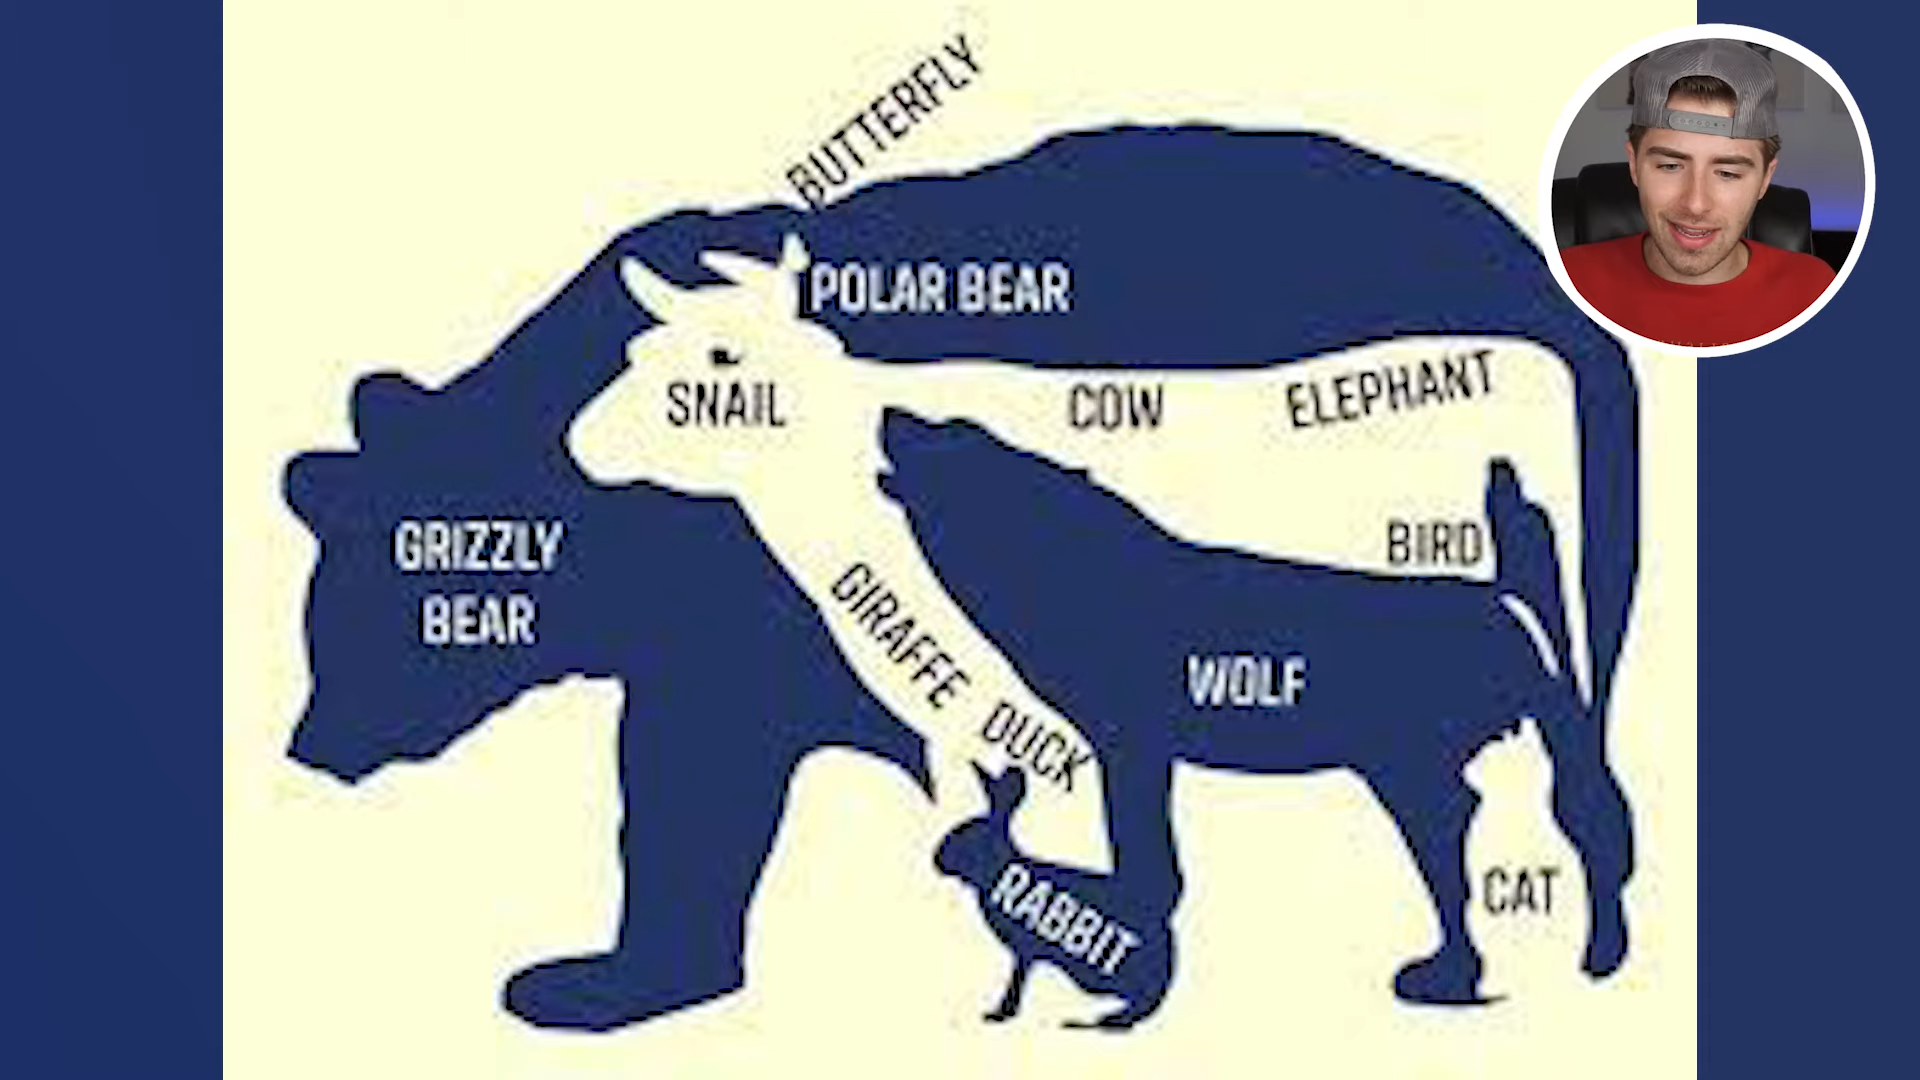 BUTTERFLY
POLAR BEAR
SNAIL
COW
ELEPHANT
GRIZZLY
BEAR
BIRD
GIRAFFE
WOLF
DUCK
CAT
RABBIT